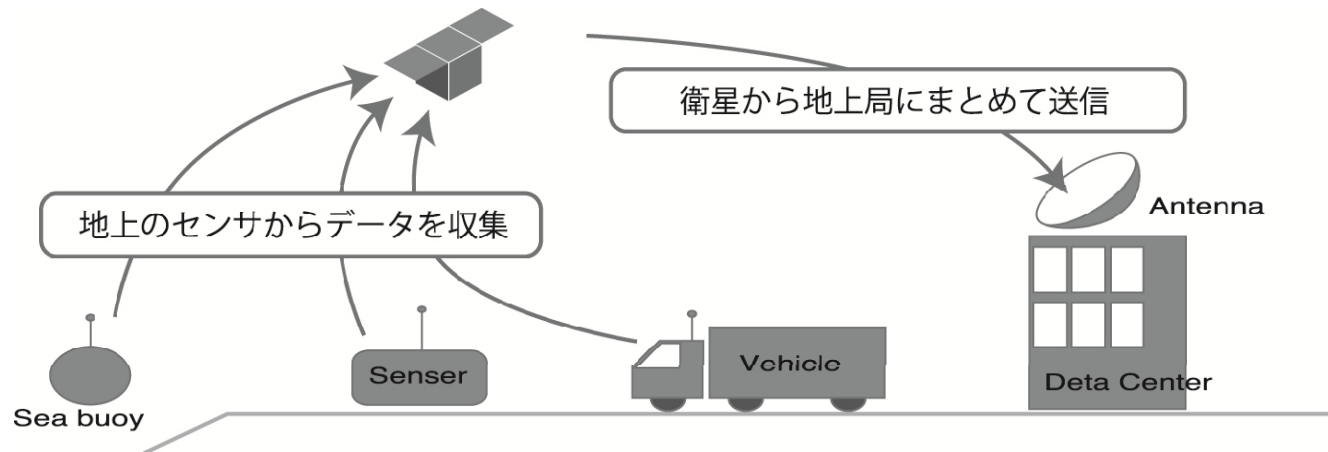 衛星から地上局にまとめて送信
Antenna
地上のセンサからデータを収集
Vehicle
Senser
Deta Center
Sea buoy